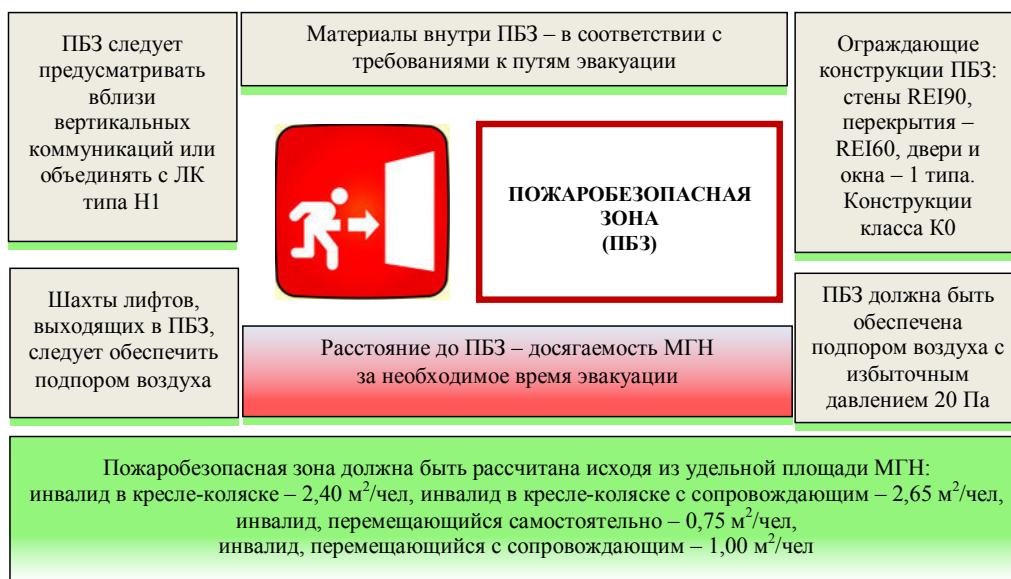 ПБЗ следует
предусматривать
вблизи
вертикальных
коммуникаций или
объединять с ЛК
типа Н1
Материалы внутри ПБЗ – в соответствии с
требованиями к путям эвакуации
Ограждающие
конструкции ПБЗ:
стены REI90,
перекрытия –
REI60, двери и
окна – 1 типа.
Конструкции
класса К0
ПОЖАРОБЕЗОПАСНАЯ
ЗОНА
(ПБЗ)
Шахты лифтов,
выходящих в ПБЗ,
следует обеспечить
подпором воздуха
Расстояние до ПБЗ – досягаемость МГН
за необходимое время эвакуации
ПБЗ должна быть
обеспечена
подпором воздуха с
избыточным
давлением 20 Па
Пожаробезопасная зона должна быть рассчитана исходя из удельной площади МГН:
инвалид в кресле-коляске – 2,40 м²/чел, инвалид в кресле-коляске с сопровождающим – 2,65 м²/чел,
инвалид, перемещающийся самостоятельно – 0,75 м²/чел,
инвалид, перемещающийся с сопровождающим – 1,00 м²/чел